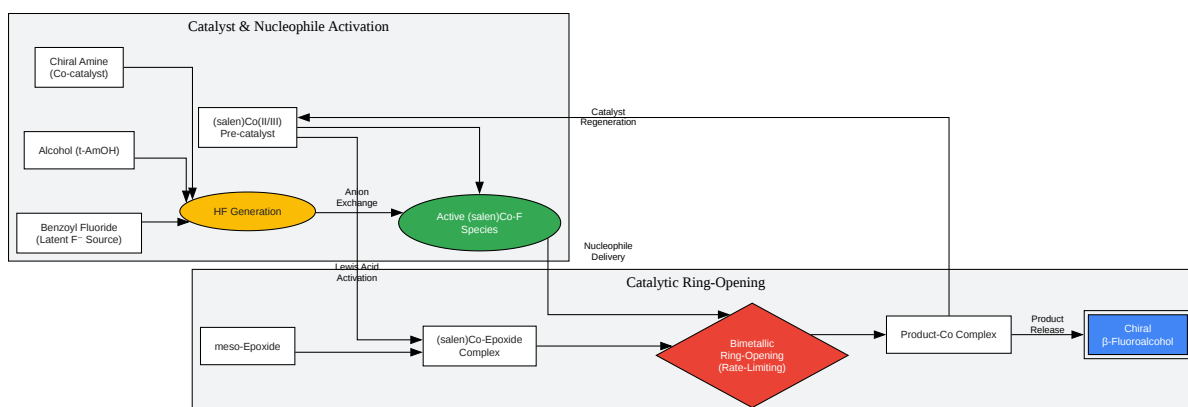 Catalyst & Nucleophile Activation
Chiral Amine
(Co-catalyst)
(salen)Co(II/III)
Pre-catalyst
Catalyst
Regeneration
Alcohol (t-AmOH)
Anion
Exchange
HF Generation
Active (salen)Co-F
Species
Benzoyl Fluoride
(Latent F⁻ Source)
Nucleophile
Delivery
Lewis Acid
Activation
Catalytic Ring-Opening
meso-Epoxide
(salen)Co-Epoxide
Complex
Bimetallic
Ring-Opening
(Rate-Limiting)
Product-Co Complex
Product
Release
Chiral
β-Fluoroalcohol